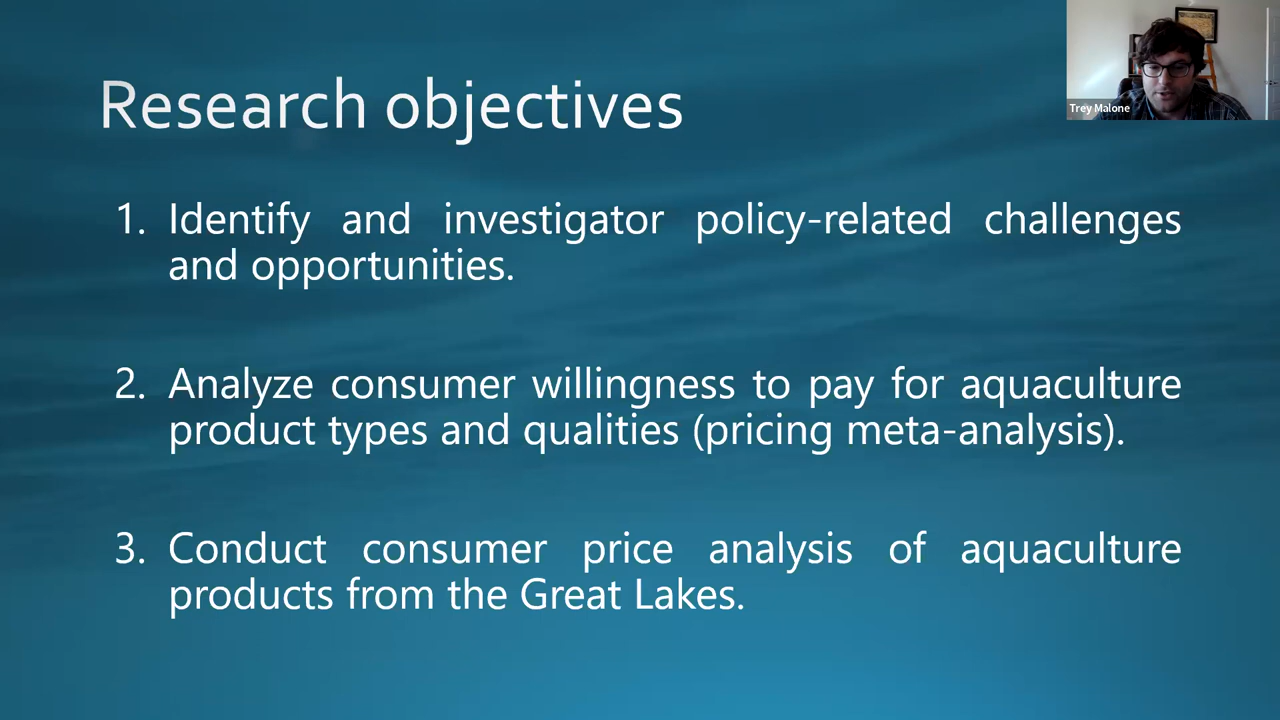 Research objectives
Trey Malone
1. Identify and investigator policy-related challenges
and opportunities.
2. Analyze consumer willingness to pay for aquaculture
product types and qualities (pricing meta-analysis).
3. Conduct consumer price analysis of aquaculture
products from the Great Lakes.